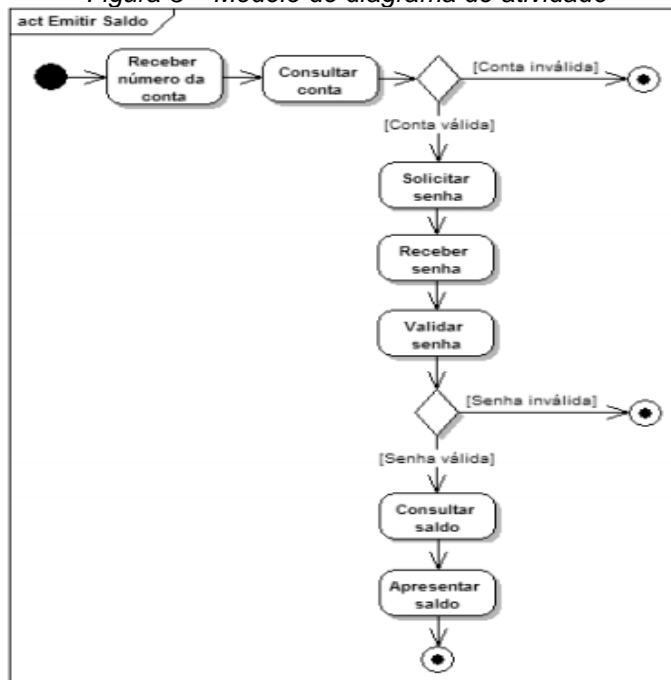 Figura 3 - Modelo de diagrama de atividade
act Emitir Saldo
Receber
número da
conta
Consultar
conta
[Conta inválida]
[Conta válida]
Solicitar
senha
Receber
senha
Validar
senha
[Senha inválida]
[Senha válida]
Consultar
saldo
Apresentar
saldo